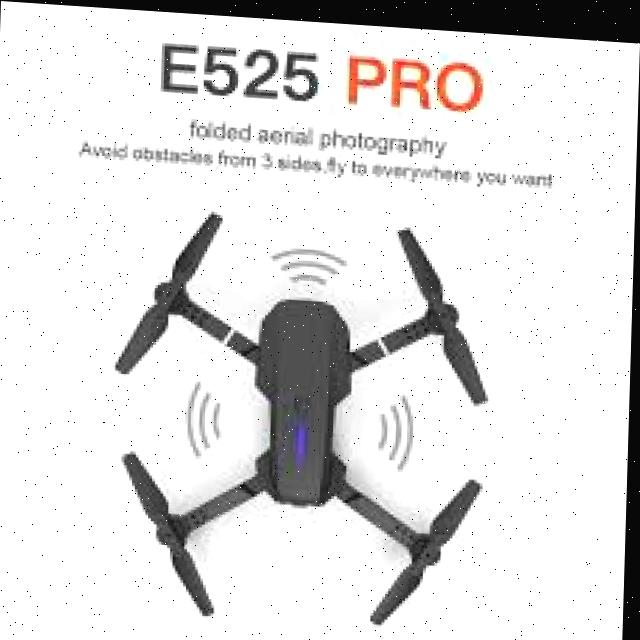 E525 PRO
folded aerial photography
Avoid obstacles from 3 sides,fly to everywhere you want